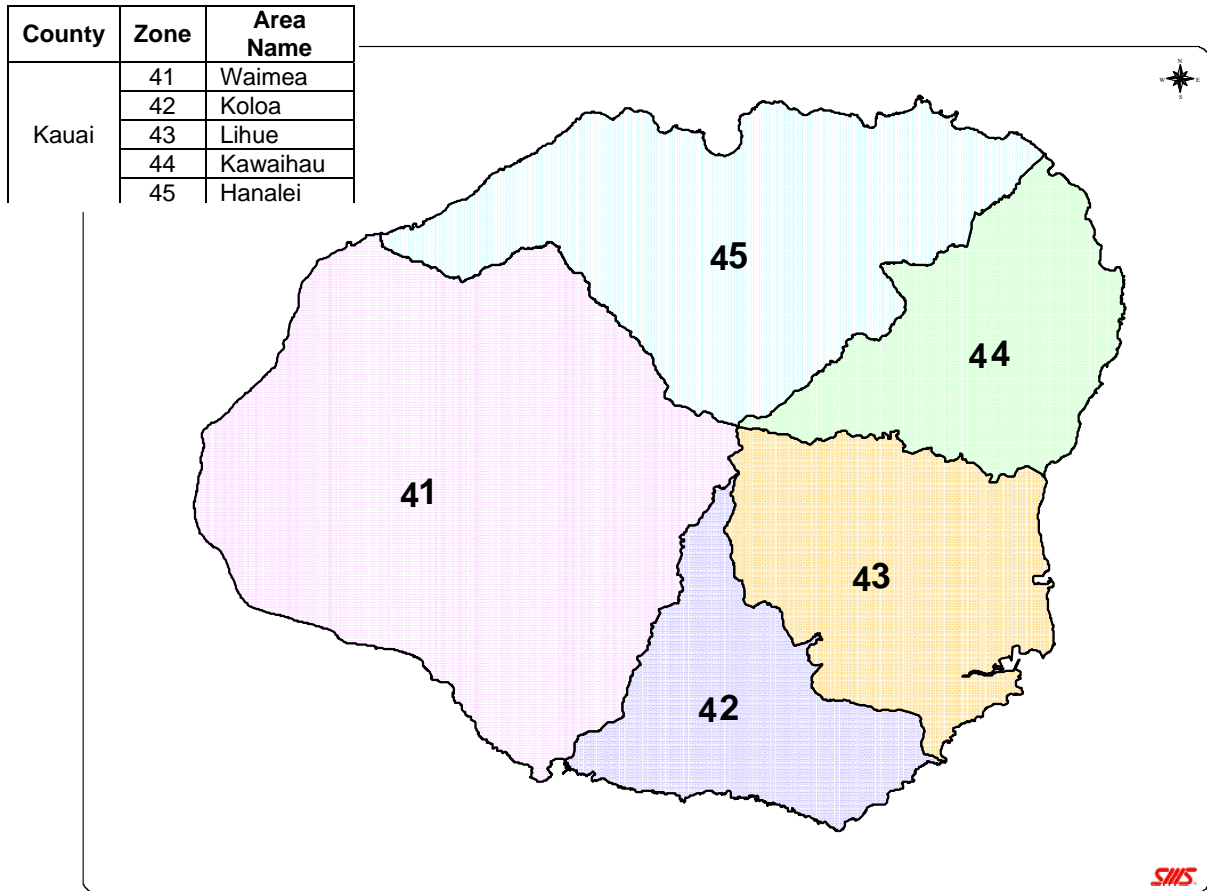 County Zone Area Name
Kauai
41 Waimea
42 Koloa
43 Lihue
44 Kawaihau
45 Hanalei
N
W E
S
45
44
41
43
42
SMS